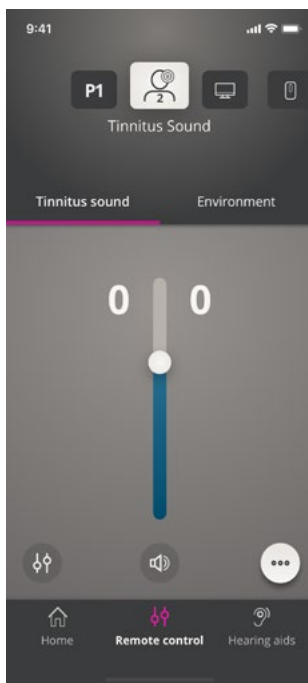 9:41
P1
2
Tinnitus Sound
Tinnitus sound Environment
0 0
Home Remote control Hearing aids